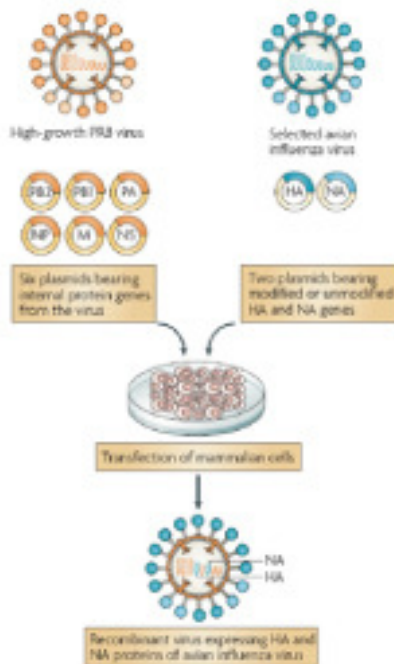 High-growth PR8 virus
Selected avian
influenza virus
PB2 PB1 PA
HA NA
NP M NS
Six plasmids bearing
internal protein genes
from the virus
Two plasmids bearing
modified or unmodified
HA and NA genes
Transfection of mammalian cells
NA
HA
Recombinant virus expressing HA and
NA proteins of avian influenza virus